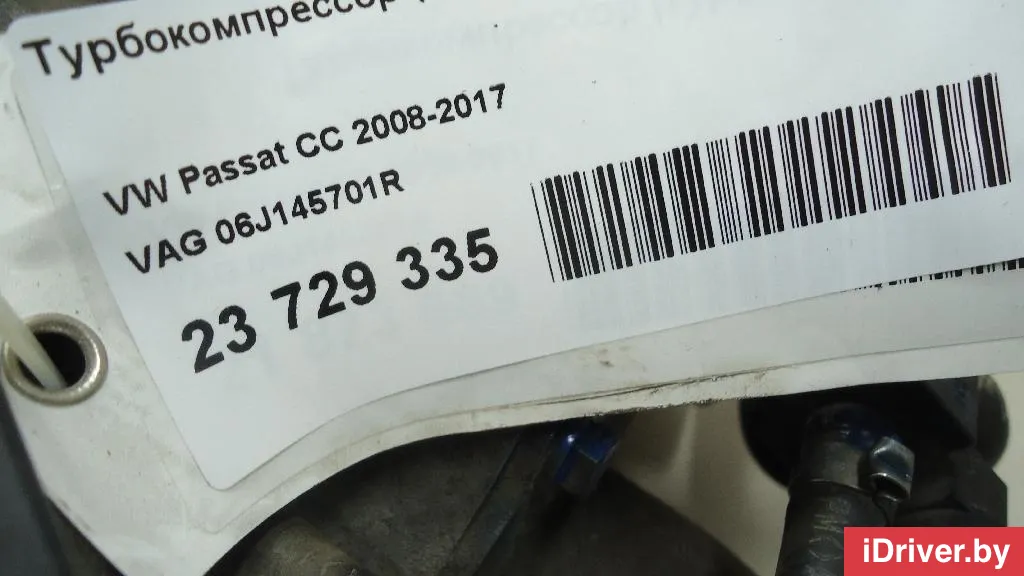 Турбокомпрессор
VW Passat CC 2008-2017
VAG 06J145701R
23 729 335
iDriver.by